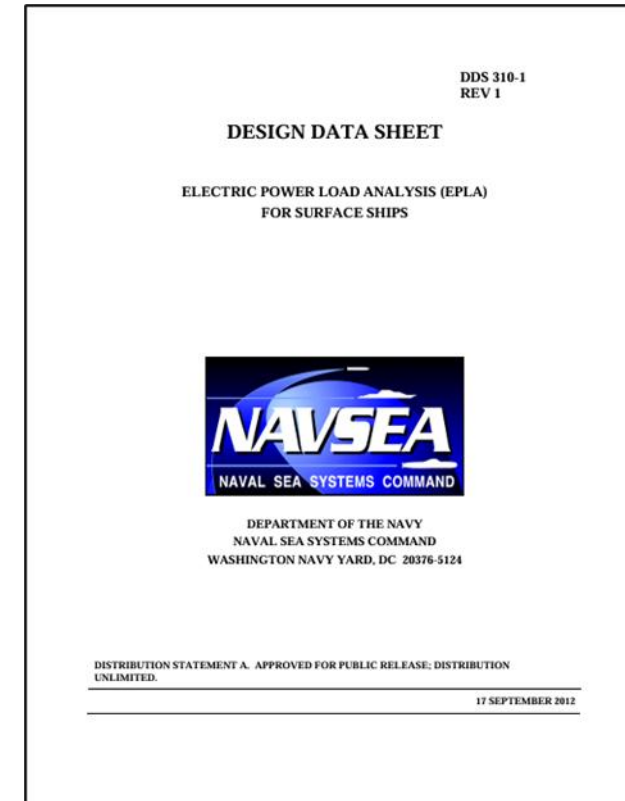 DDS 310-1
REV 1
DESIGN DATA SHEET
ELECTRIC POWER LOAD ANALYSIS (EPLA)
FOR SURFACE SHIPS
NAVSEA
NAVAL SEA SYSTEMS COMMAND
DEPARTMENT OF THE NAVY
NAVAL SEA SYSTEMS COMMAND
WASHINGTON NAVY YARD, DC 20376-5124
DISTRIBUTION STATEMENT A. APPROVED FOR PUBLIC RELEASE; DISTRIBUTION
UNLIMITED.
17 SEPTEMBER 2012